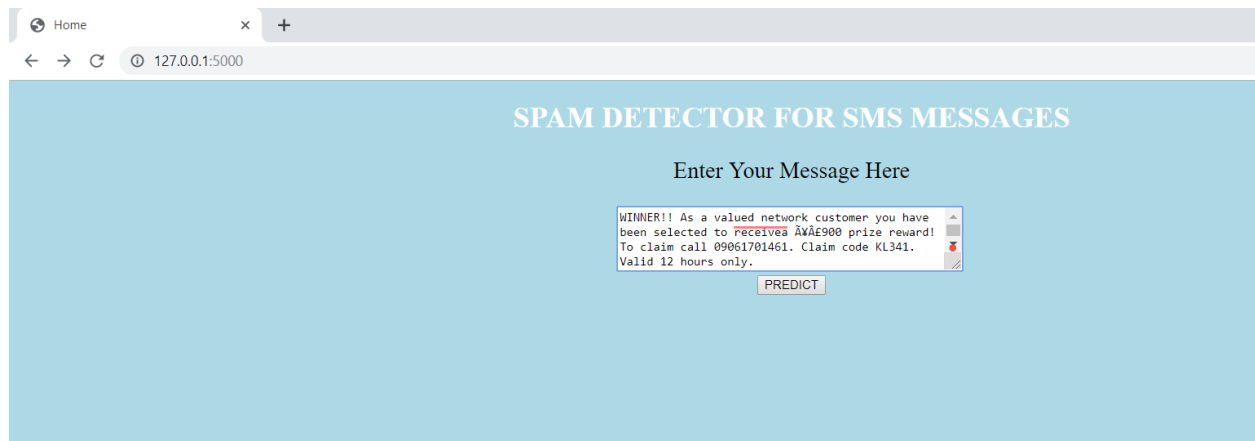 Home
127.0.0.1:5000
SPAM DETECTOR FOR SMS MESSAGES
Enter Your Message Here
WINNER!! As a valued network customer you have
been selected to receivea Ã¥Â£900 prize reward!
To claim call 09061701461. Claim code KL341.
Valid 12 hours only.
PREDICT